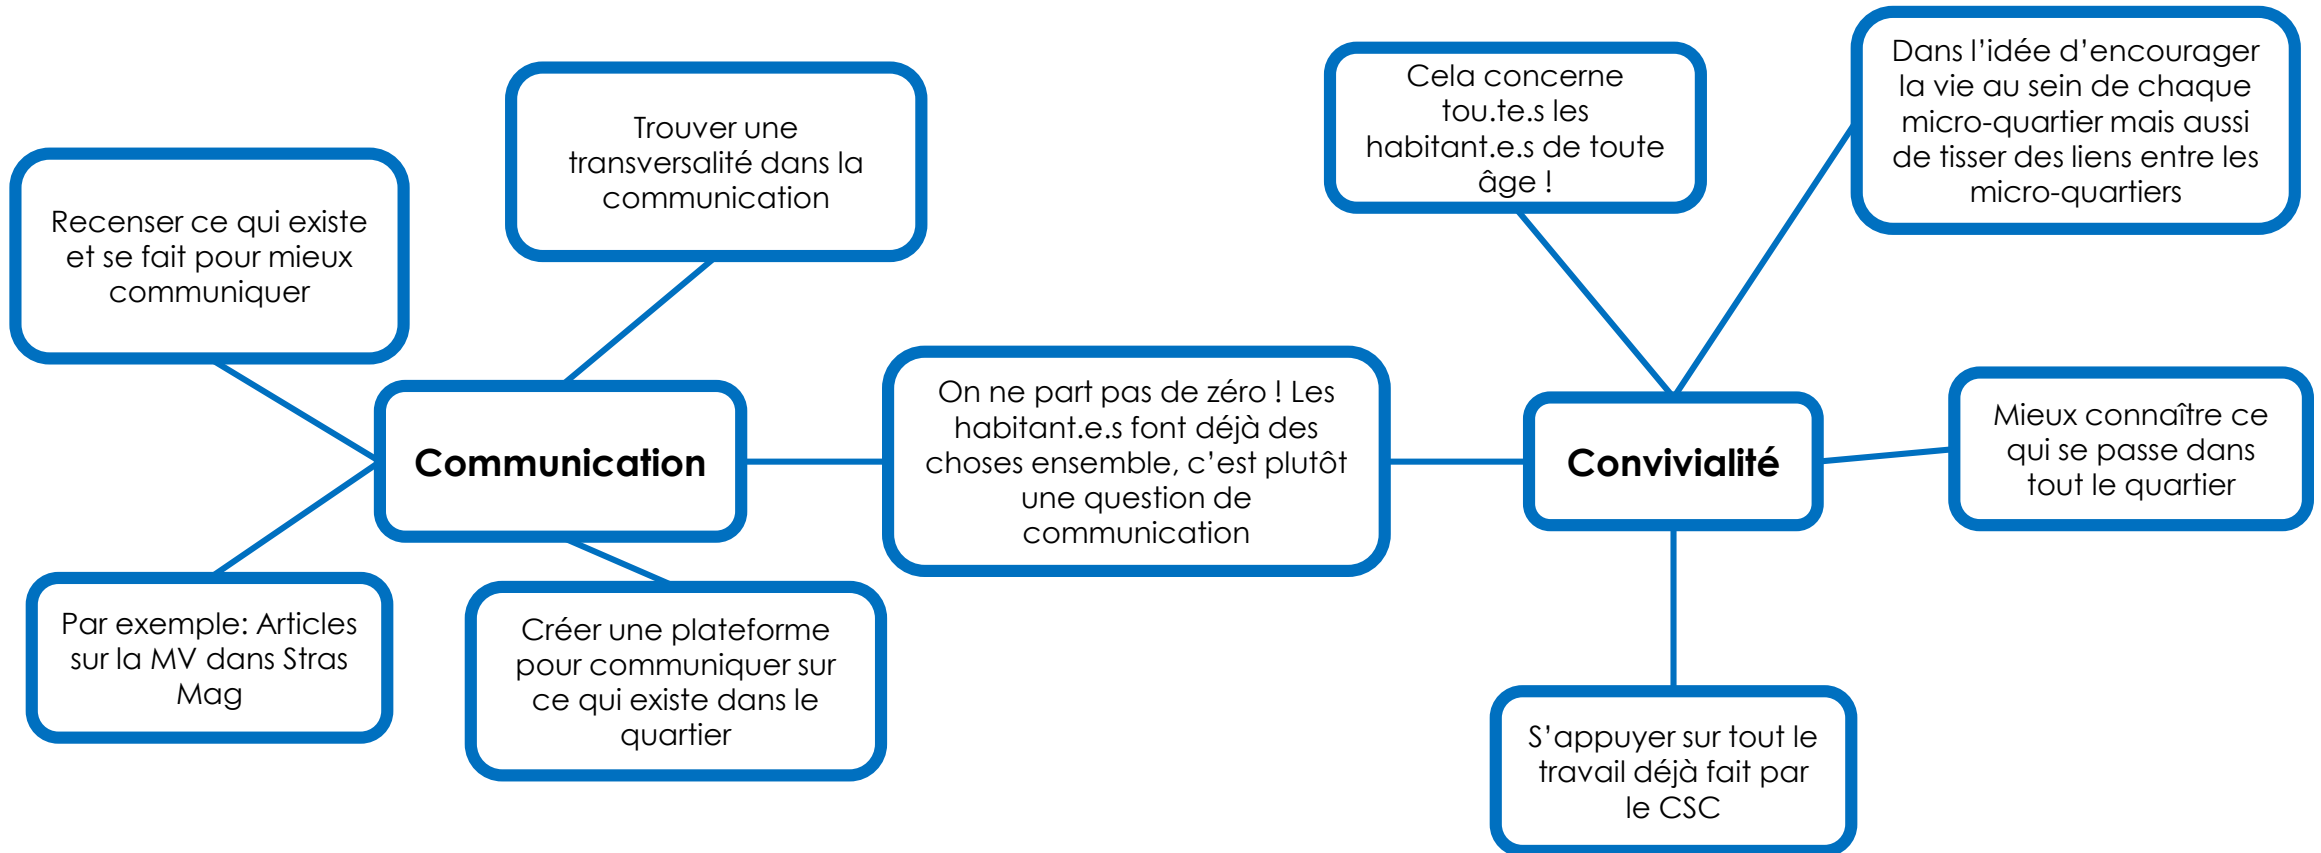 Recenser ce qui existe
et se fait pour mieux
communiquer
Trouver une
transversalité dans la
communication
Communication
Par exemple: Articles
sur la MV dans Stras
Mag
Créer une plateforme
pour communiquer sur
ce qui existe dans le
quartier
On ne part pas de zéro ! Les
habitant.e.s font déjà des
choses ensemble, c’est plutôt
une question de
communication
Cela concerne
tou.te.s les
habitant.e.s de toute
âge !
Dans l’idée d’encourager
la vie au sein de chaque
micro-quartier mais aussi
de tisser des liens entre les
micro-quartiers
Convivialité
Mieux connaître ce
qui se passe dans
tout le quartier
S’appuyer sur tout le
travail déjà fait par
le CSC